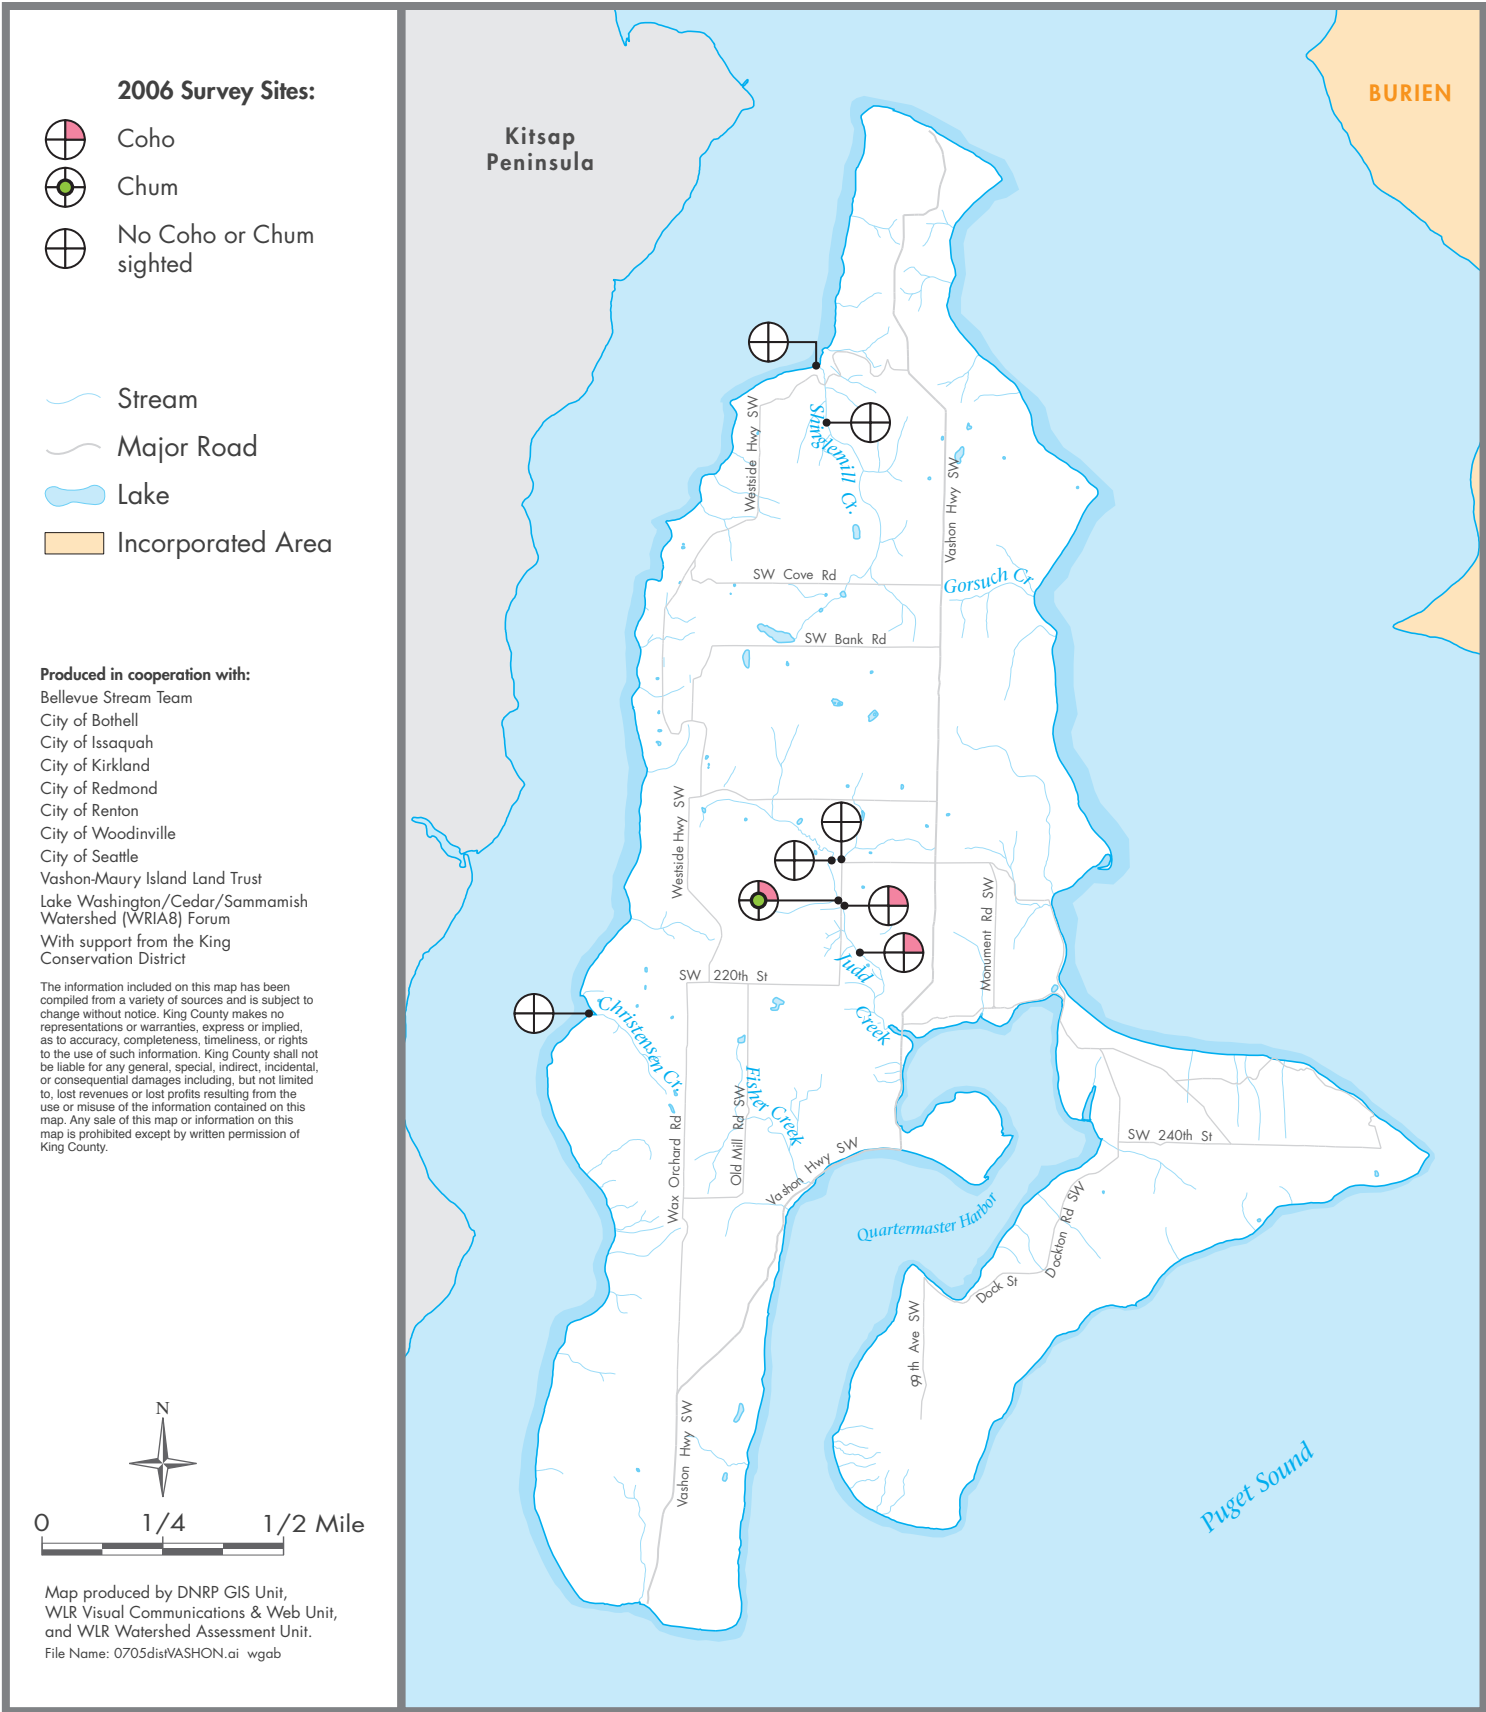 2006 Survey Sites:
Coho
Chum
No Coho or Chum
sighted
Stream
Major Road
Lake
Incorporated Area
Produced in cooperation with:
Bellevue Stream Team
City of Bothell
City of Issaquah
City of Kirkland
City of Redmond
City of Renton
City of Woodinville
City of Seattle
Vashon-Maury Island Land Trust
Lake Washington/Cedar/Sammamish
Watershed (WRIA8) Forum
With support from the King
Conservation District
The information included on this map has been
compiled from a variety of sources and is subject to
change without notice. King County makes no
representations or warranties, express or implied,
as to accuracy, completeness, timeliness, or rights
to the use of such information. King County shall not
be liable for any general, special, indirect, incidental,
or consequential damages including, but not limited
to, lost revenues or lost profits resulting from the
use or misuse of the information contained on this
map. Any sale of this map or information on this
map is prohibited except by written permission of
King County.
N
0 1/4 1/2 Mile
Map produced by DNRP GIS Unit,
WLR Visual Communications & Web Unit,
and WLR Watershed Assessment Unit.
File Name: 0705distVASHON.ai wgab
Kitsap
Peninsula
BURIEN
Westside Hwy SW
Shinglemill Cr.
Vashon Hwy SW
SW Cove Rd
Gorsuch Cr
SW Bank Rd
Westside Hwy SW
Monument Rd SW
Judd
Creek
SW 220th St
Christensen Cr.
Fisher Creek
Wax Orchard Rd
Old Mill Rd SW
Vashon Hwy SW
SW 240th St
Quartermaster Harbor
Dockton Rd SW
Dock St
99th Ave SW
Vashon Hwy SW
Puget Sound